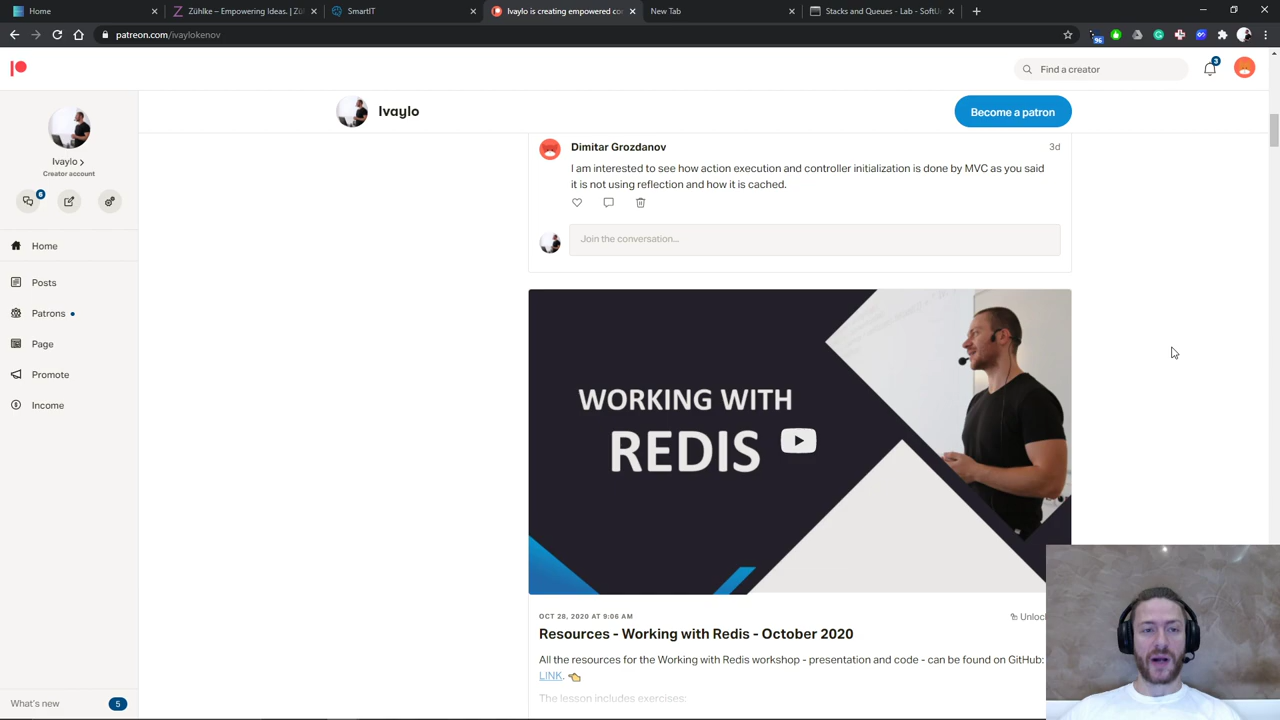 Home
Zühlke – Empowering Ideas. | Zü
SmartIT
Ivaylo is creating empowered co
New Tab
Stacks and Queues - Lab - SoftU
patreon.com/ivaylokenov
96
Find a creator
3
Ivaylo
Become a patron
Ivaylo
Creator account
6
Home
Posts
Patrons
Page
Promote
Income
What's new
5
Dimitar Grozdanov
3d
I am interested to see how action execution and controller initialization is done by MVC as you said
it is not using reflection and how it is cached.
Join the conversation...
WORKING WITH
REDIS
OCT 28, 2020 AT 9:06 AM
Unlock
Resources - Working with Redis - October 2020
All the resources for the Working with Redis workshop - presentation and code - can be found on GitHub:
LINK.
The lesson includes exercises: